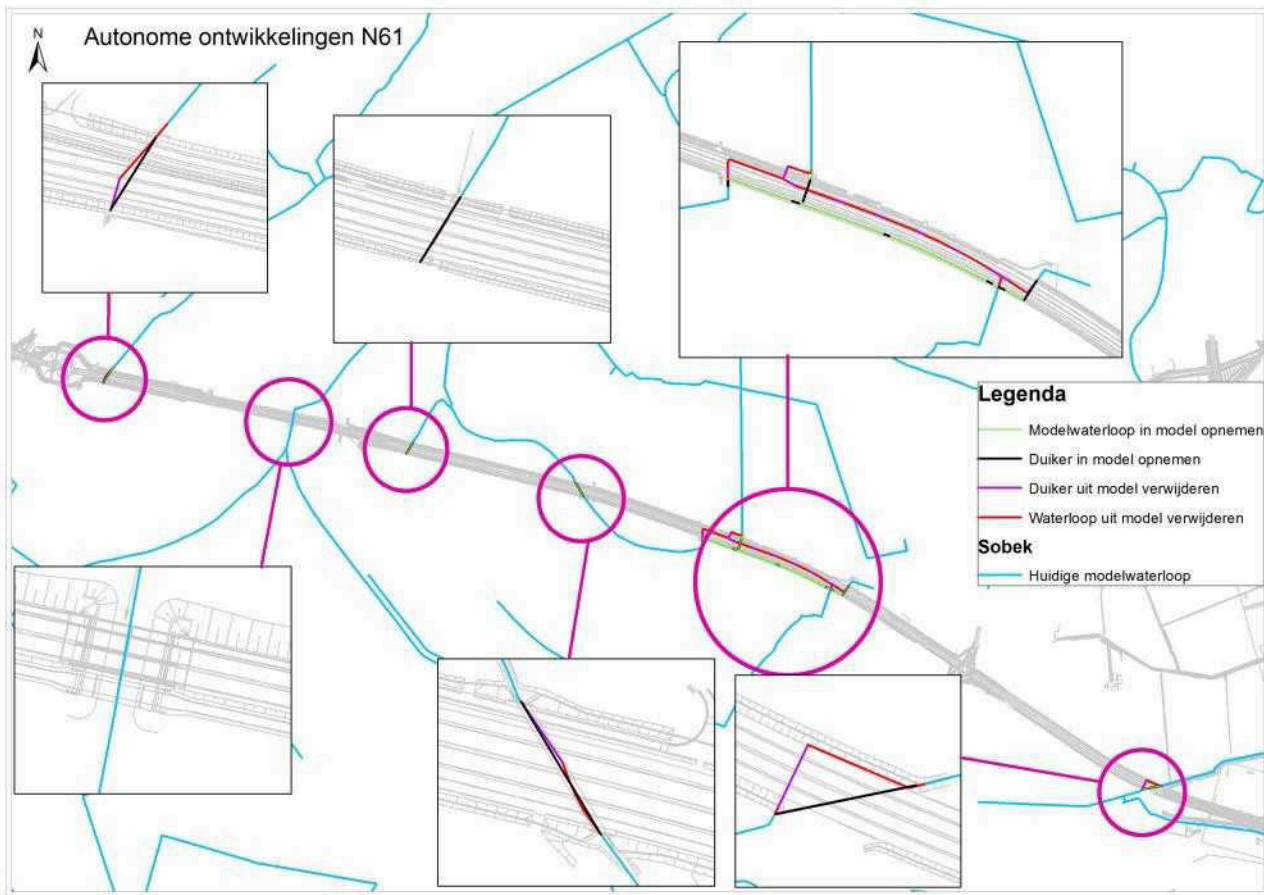 N
Autonome ontwikkelingen N61
Legenda
Modelwaterloop in model opnemen
Duiker in model opnemen
Duiker uit model verwijderen
Waterloop uit model verwijderen
Sobek
Huidige modelwaterloop